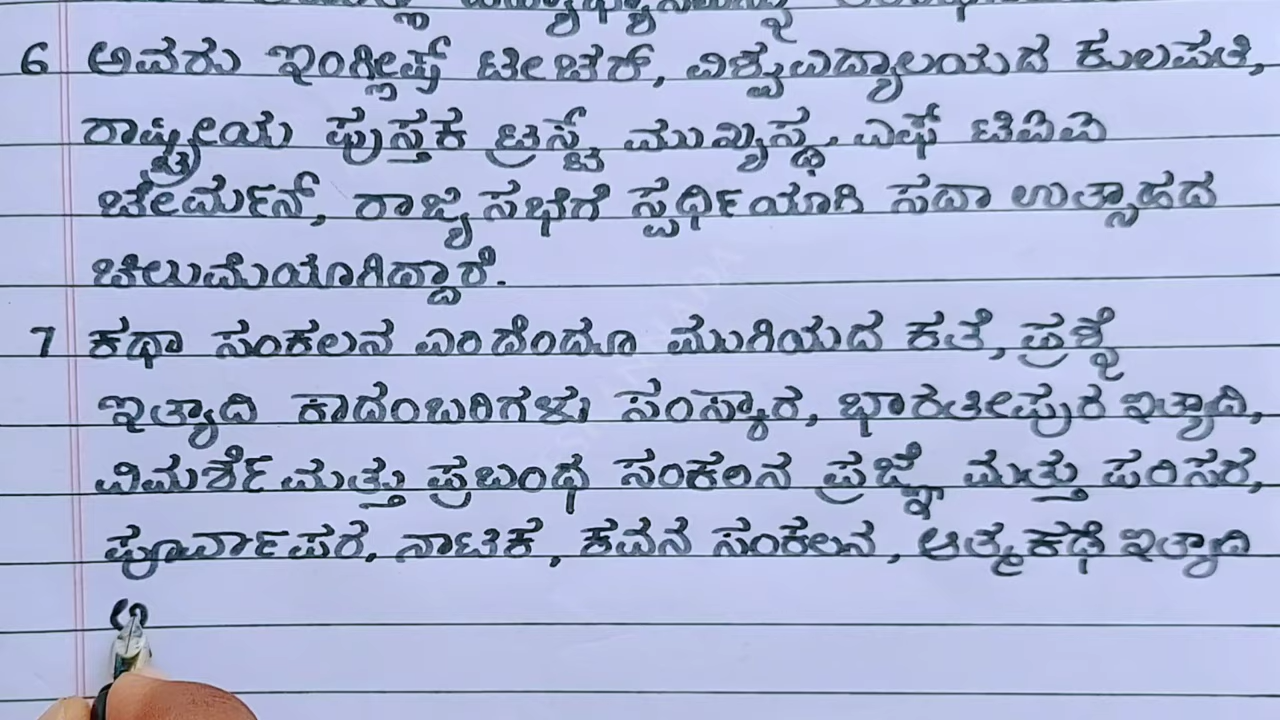 6 ಅವರು ಇಂಗ್ಲೀಷ್ ಟೀಚರ್, ವಿಶ್ವವಿದ್ಯಾಲಯದ ಕುಲಪತಿ,
ರಾಷ್ಟ್ರೀಯ ಪುಸ್ತಕ ಟ್ರಸ್ಟ್ ಮುಖ್ಯಸ್ಥ, ಎಫ್ ಟಿಪಿಪಿ
ಚೇರ್ಮನ್, ರಾಜ್ಯಸಭೆಗೆ ಸ್ಪರ್ಧಿಯಾಗಿ ಸದಾ ಉತ್ಸಾಹದ
ಚಿಲುಮೆಯಾಗಿದ್ದಾರೆ.
7 ಕಥಾ ಸಂಕಲನ ಎಂದೆಂದೂ ಮುಗಿಯದ ಕತೆ, ಪ್ರಶ್ನೆ
ಇತ್ಯಾದಿ ಕಾದಂಬರಿಗಳು ಸಂಸ್ಕಾರ, ಭಾರತೀಪುರ ಇತ್ಯಾದಿ,
ವಿಮರ್ಶೆ ಮತ್ತು ಪ್ರಬಂಧ ಸಂಕಲನ ಪ್ರಜ್ಞೆ ಮತ್ತು ಪರಿಸರ,
ಪೂರ್ವಾಪರ, ನಾಟಕ, ಕವನ ಸಂಕಲನ, ಆತ್ಮಕಥೆ ಇತ್ಯಾದಿ